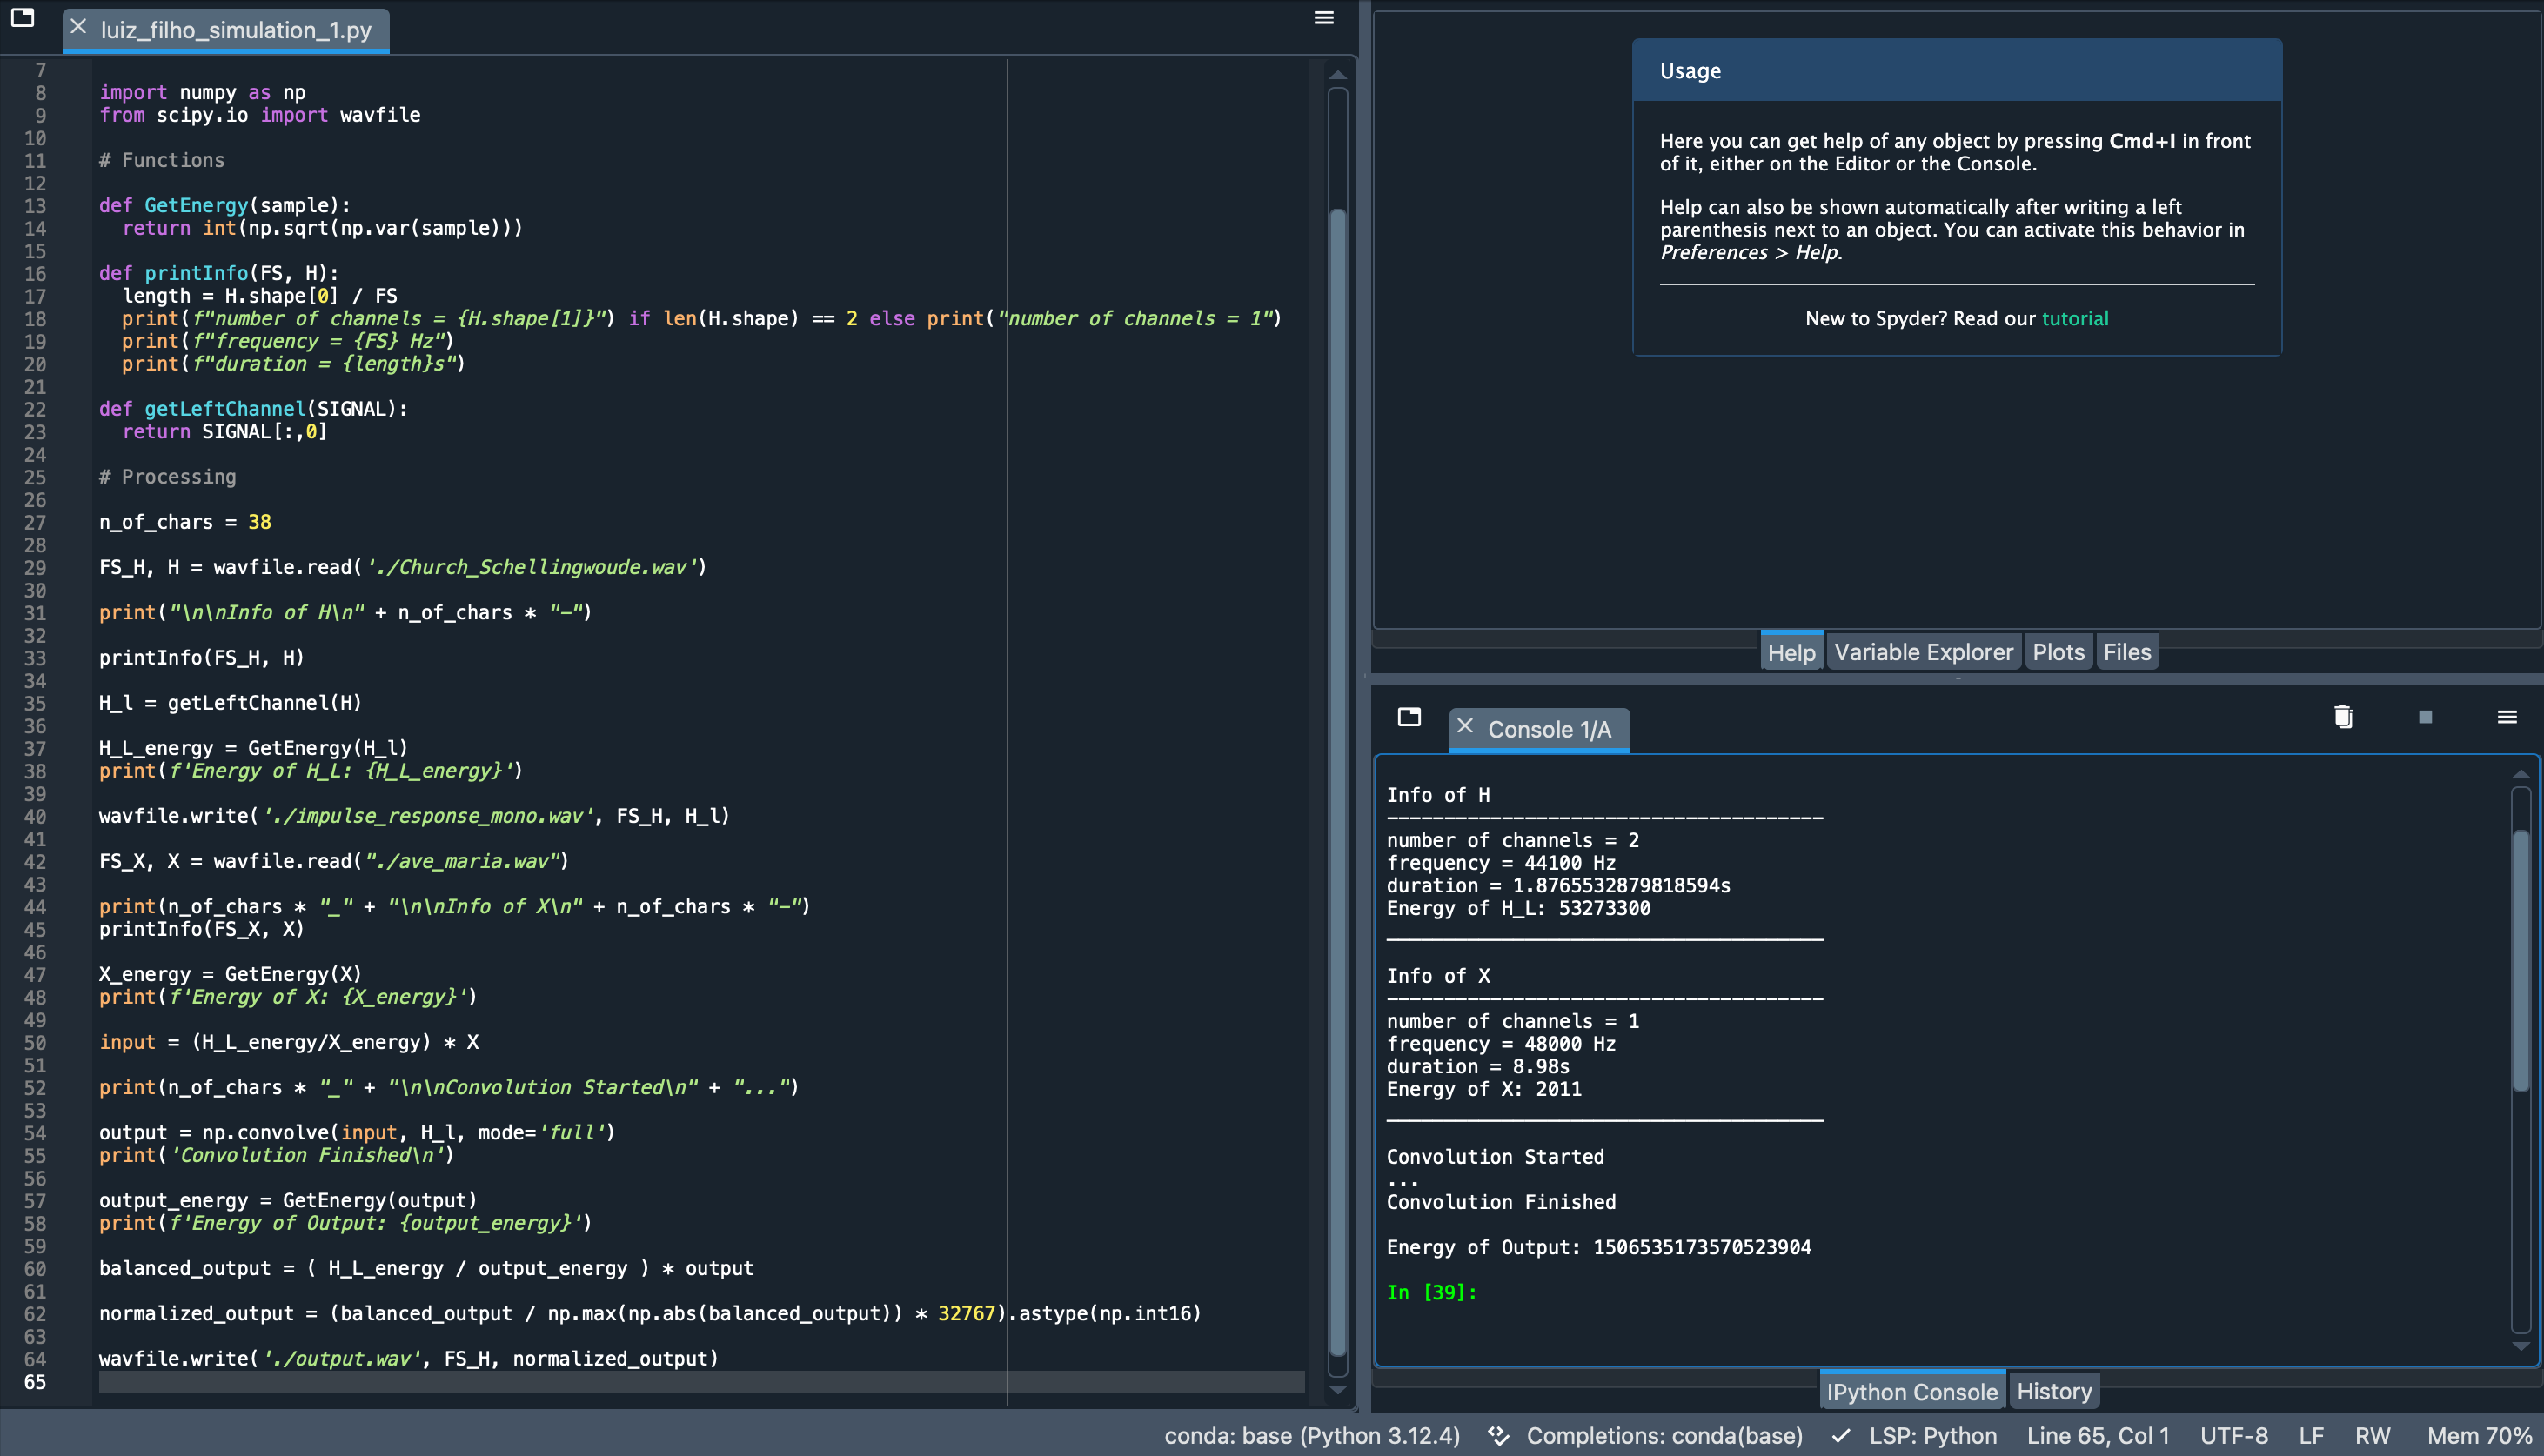 luiz_filho_simulation_1.py
7
8 import numpy as np
9 from scipy.io import wavfile
10
11 # Functions
12
13 def GetEnergy(sample):
14   return int(np.sqrt(np.var(sample)))
15
16 def printInfo(FS, H):
17   length = H.shape[0] / FS
18   print(f"number of channels = {H.shape[1]}") if len(H.shape) == 2 else print("number of channels = 1")
19   print(f"frequency = {FS} Hz")
20   print(f"duration = {length}s")
21
22 def getLeftChannel(SIGNAL):
23   return SIGNAL[:,0]
24
25 # Processing
26
27 n_of_chars = 38
28
29 FS_H, H = wavfile.read('./Church_Schellingwoude.wav')
30
31 print("\n\nInfo of H\n" + n_of_chars * "-")
32
33 printInfo(FS_H, H)
34
35 H_l = getLeftChannel(H)
36
37 H_L_energy = GetEnergy(H_l)
38 print(f'Energy of H_L: {H_L_energy}')
39
40 wavfile.write('./impulse_response_mono.wav', FS_H, H_l)
41
42 FS_X, X = wavfile.read("./ave_maria.wav")
43
44 print(n_of_chars * "_" + "\n\nInfo of X\n" + n_of_chars * "-")
45 printInfo(FS_X, X)
46
47 X_energy = GetEnergy(X)
48 print(f'Energy of X: {X_energy}')
49
50 input = (H_L_energy/X_energy) * X
51
52 print(n_of_chars * "_" + "\n\nConvolution Started\n" + "...")
53
54 output = np.convolve(input, H_l, mode='full')
55 print('Convolution Finished\n')
56
57 output_energy = GetEnergy(output)
58 print(f'Energy of Output: {output_energy}')
59
60 balanced_output = ( H_L_energy / output_energy ) * output
61
62 normalized_output = (balanced_output / np.max(np.abs(balanced_output)) * 32767).astype(np.int16)
63
64 wavfile.write('./output.wav', FS_H, normalized_output)
65
Usage
Here you can get help of any object by pressing Cmd+I in front
of it, either on the Editor or the Console.
Help can also be shown automatically after writing a left
parenthesis next to an object. You can activate this behavior in
Preferences > Help.
New to Spyder? Read our tutorial
Help Variable Explorer Plots Files
Console 1/A
Info of H
--------------------------------------
number of channels = 2
frequency = 44100 Hz
duration = 1.8765532879818594s
Energy of H_L: 53273300
______________________________________
Info of X
--------------------------------------
number of channels = 1
frequency = 48000 Hz
duration = 8.98s
Energy of X: 2011
______________________________________
Convolution Started
...
Convolution Finished
Energy of Output: 1506535173570523904
In [39]:
IPython Console History
conda: base (Python 3.12.4) Completions: conda(base) LSP: Python Line 65, Col 1 UTF-8 LF RW Mem 70%